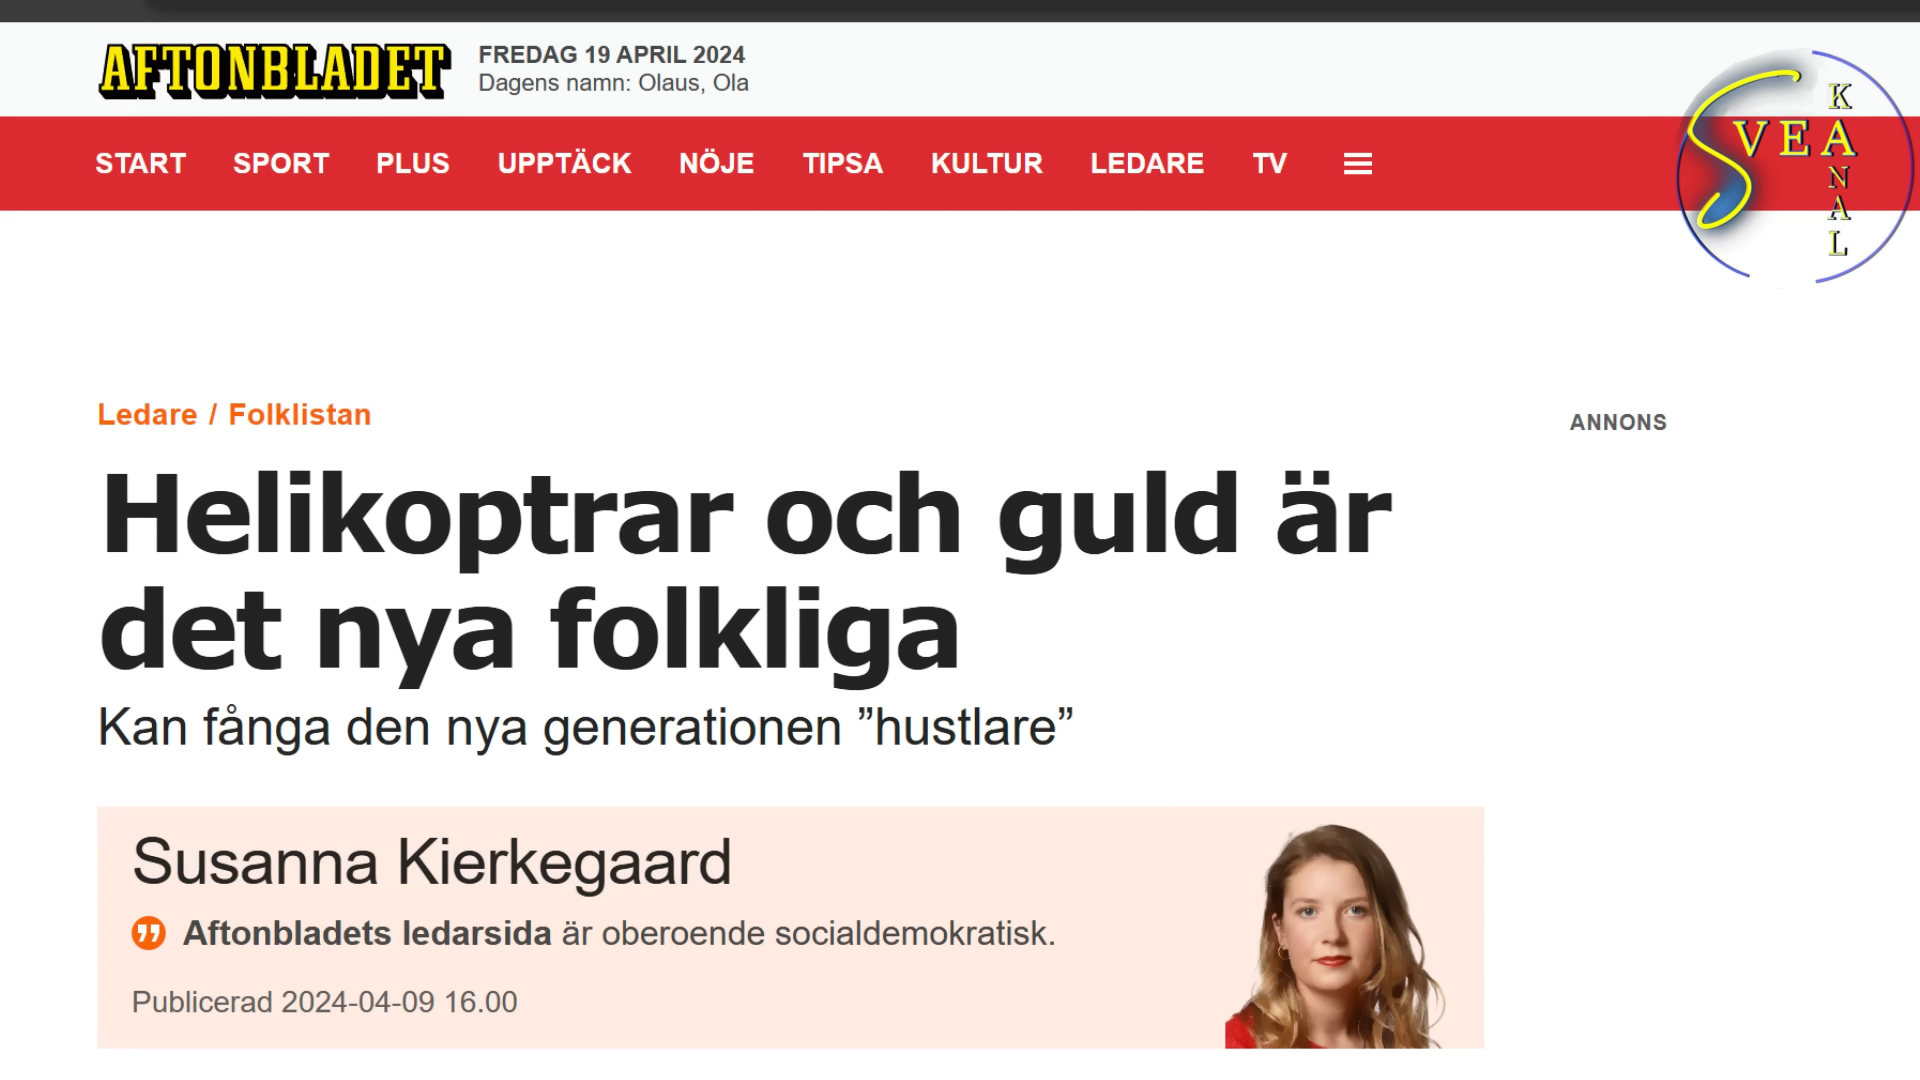 AFTONBLADET
FREDAG 19 APRIL 2024
Dagens namn: Olaus, Ola
SVEA KANAL
START SPORT PLUS UPPTÄCK NÖJE TIPSA KULTUR LEDARE TV
Ledare / Folklistan
ANNONS
Helikoptrar och guld är
det nya folkliga
Kan fånga den nya generationen ”hustlare”
Susanna Kierkegaard
Aftonbladets ledarsida är oberoende socialdemokratisk.
Publicerad 2024-04-09 16.00